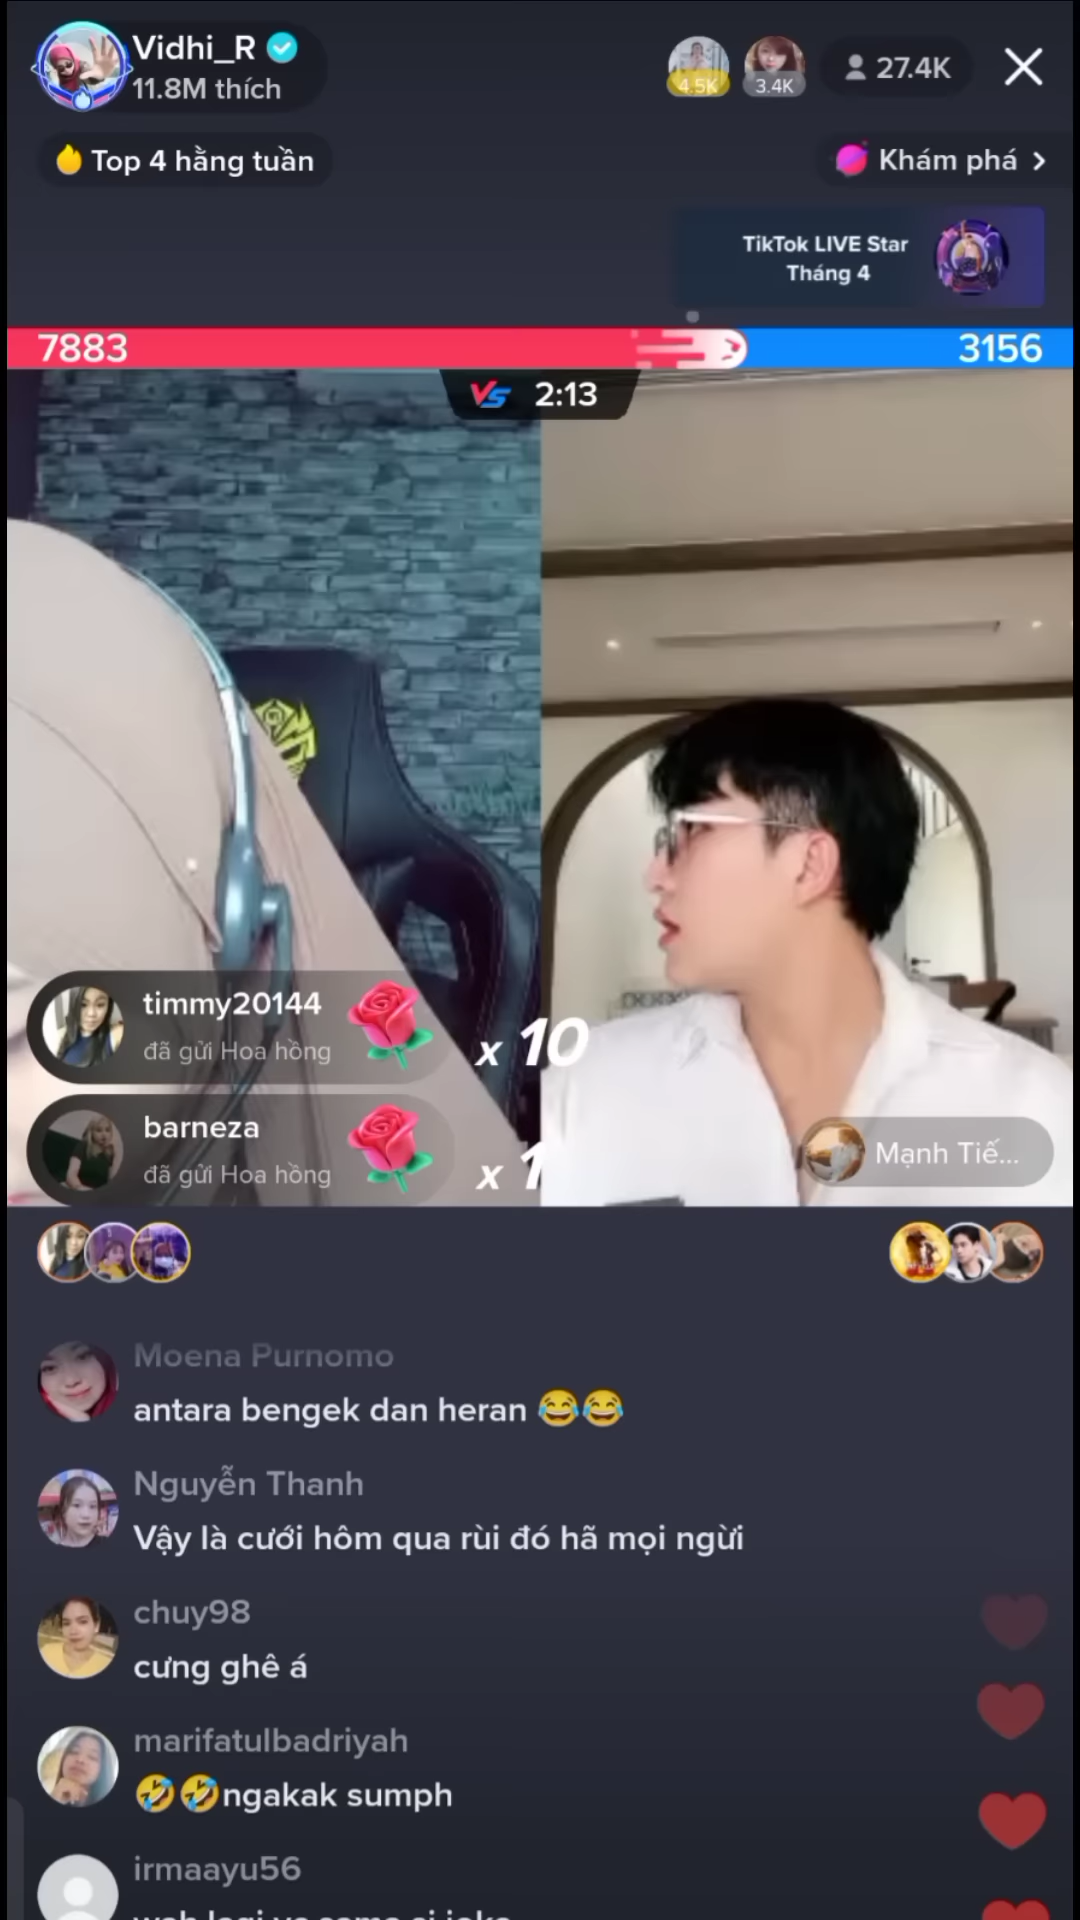 Vidhi_R
11.8M thích
4.5K
3.4K
27.4K
Top 4 hằng tuần
Khám phá
TikTok LIVE Star
Tháng 4
7883
3156
VS 2:13
timmy20144
đã gửi Hoa hồng
x 10
barneza
đã gửi Hoa hồng
x 1
Mạnh Tiế...
Moena Purnomo
antara bengek dan heran 😂😂
Nguyễn Thanh
Vậy là cưới hôm qua rùi đó hã mọi ngừi
chuy98
cưng ghê á
marifatulbadriyah
🤣🤣ngakak sumph
irmaayu56